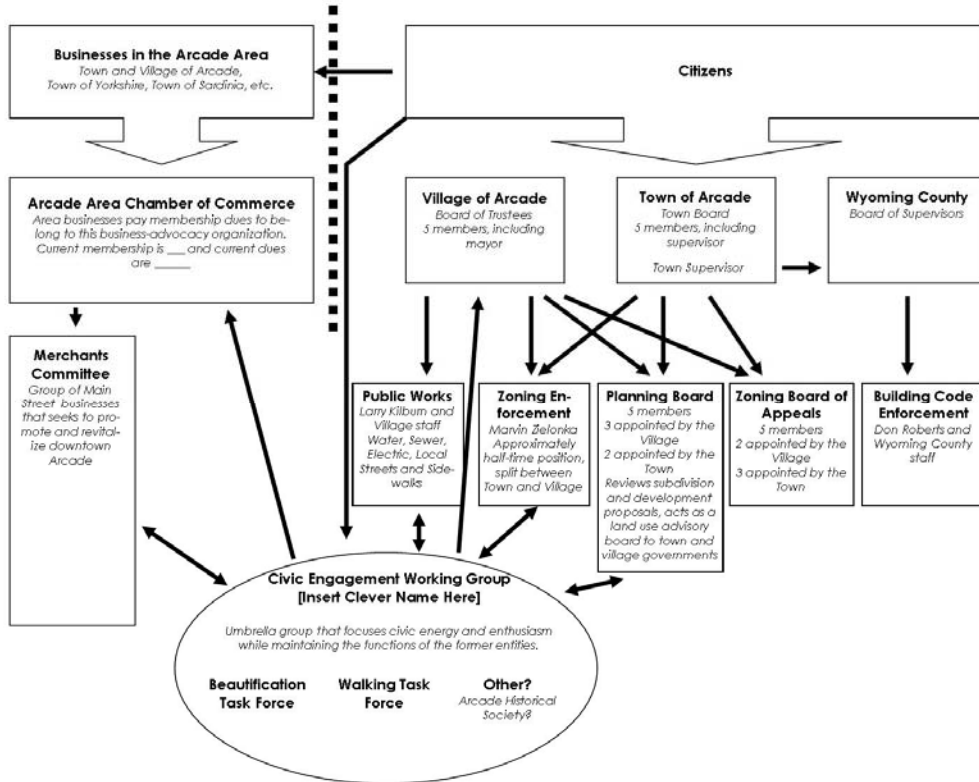 Businesses in the Arcade Area
Town and Village of Arcade,
Town of Yorkshire, Town of Sardinia, etc.
Citizens
Arcade Area Chamber of Commerce
Area businesses pay membership dues to be-
long to this business-advocacy organization.
Current membership is ___ and current dues
are _____
Village of Arcade
Board of Trustees
5 members, including
mayor
Town of Arcade
Town Board
5 members, including
supervisor
Town Supervisor
Wyoming County
Board of Supervisors
Merchants
Committee
Group of Main
Street businesses
that seeks to pro-
mote and revital-
ize downtown
Arcade
Public Works
Larry Kilburn and
Village staff
Water, Sewer,
Electric, Local
Streets and Side-
walks
Zoning En-
forcement
Marvin Zielonka
Approximately
half-time position,
split between
Town and Village
Planning Board
5 members
3 appointed by the
Village
2 appointed by the
Town
Reviews subdivision
and development
proposals, acts as a
land use advisory
board to town and
village governments
Zoning Board of
Appeals
5 members
2 appointed by the
Village
3 appointed by the
Town
Building Code
Enforcement
Don Roberts and
Wyoming County
staff
Civic Engagement Working Group
[Insert Clever Name Here]
Umbrella group that focuses civic energy and enthusiasm
while maintaining the functions of the former entities.
Beautification
Task Force
Walking Task
Force
Other?
Arcade Historical
Society?